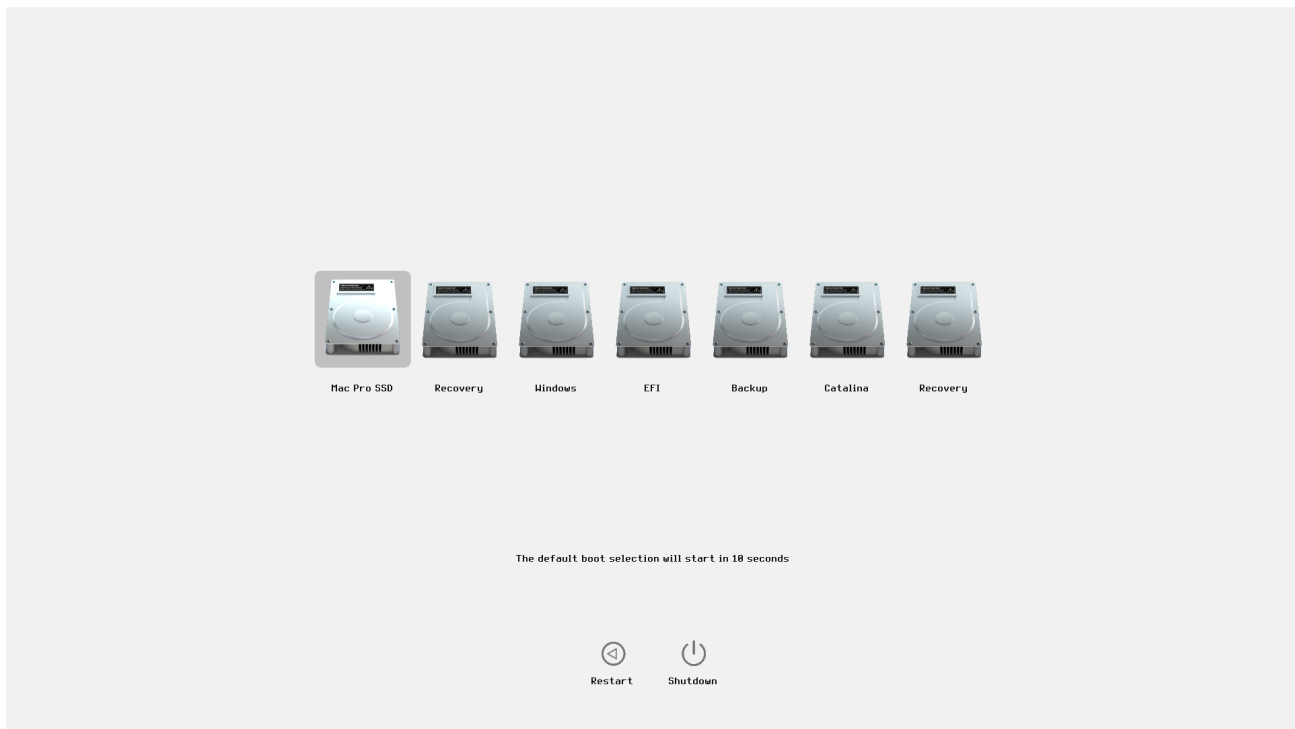 Mac Pro SSD Recovery Windows EFI Backup Catalina Recovery
The default boot selection will start in 10 seconds
Restart Shutdown